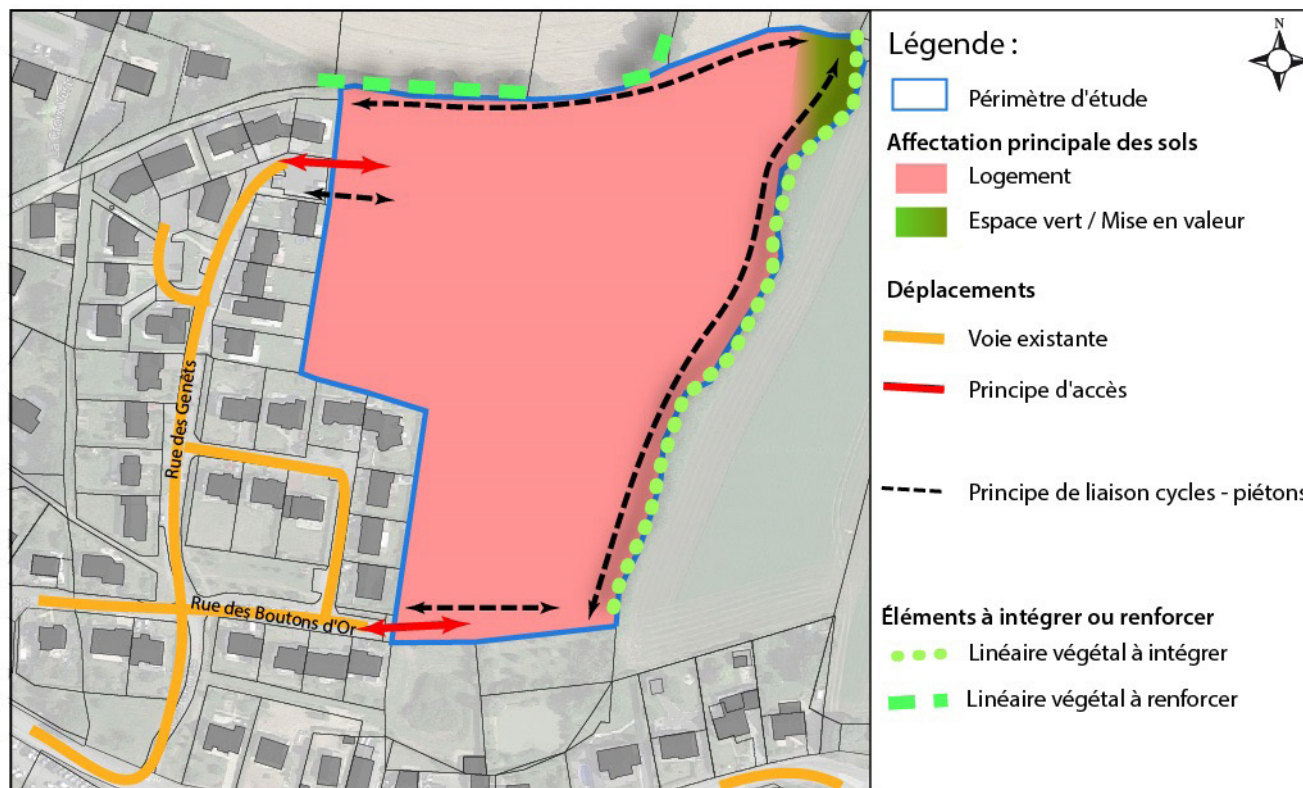 Légende :
N
Périmètre d'étude
Affectation principale des sols
Logement
Espace vert / Mise en valeur
Déplacements
Voie existante
Principe d'accès
Principe de liaison cycles - piétons
Éléments à intégrer ou renforcer
Linéaire végétal à intégrer
Linéaire végétal à renforcer
Rue des Genêts
Rue des Boutons d'Or